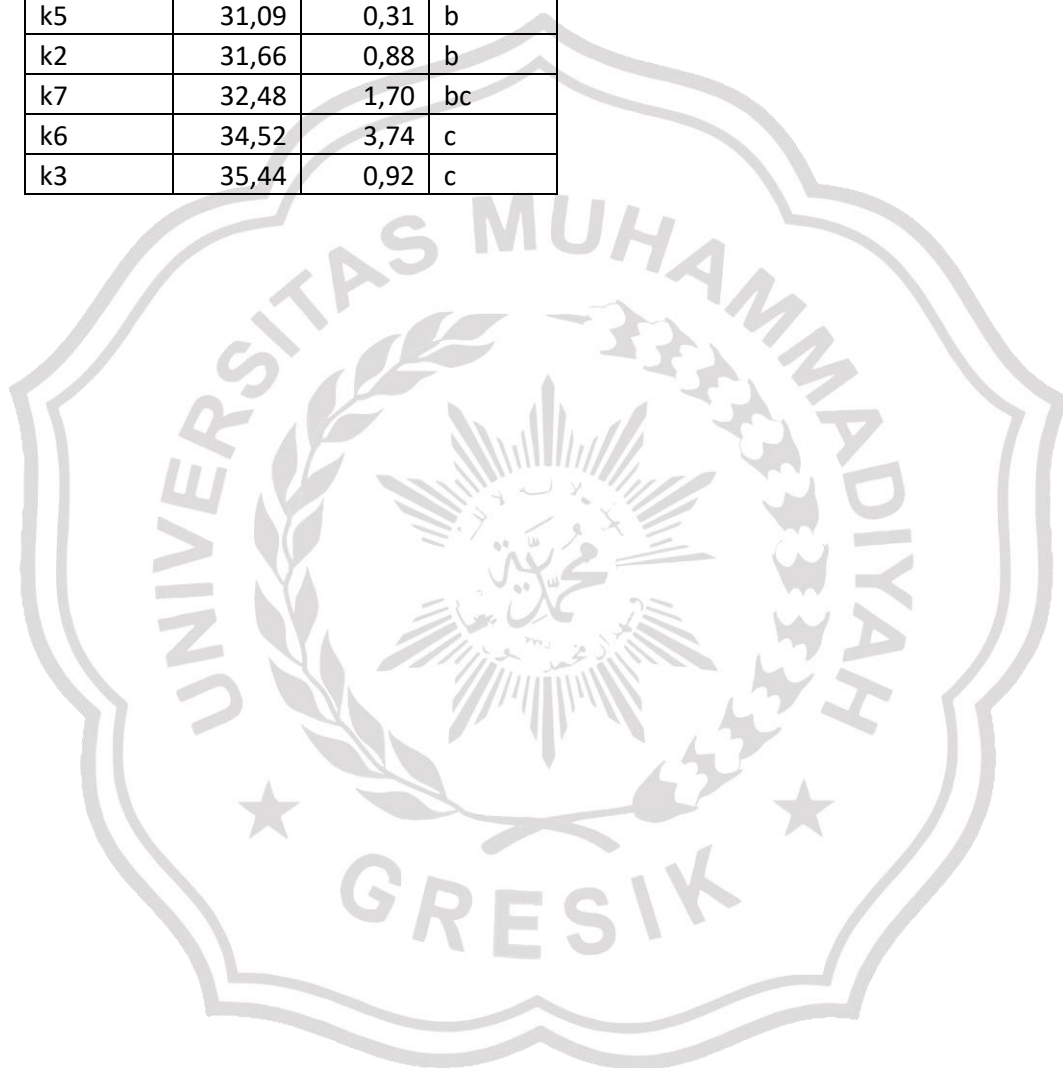 k5 31,09 0,31 b
k2 31,66 0,88 b
k7 32,48 1,70 bc
k6 34,52 3,74 c
k3 35,44 0,92 c
UNIVERSITAS MUHAMMADIYAH
GRESIK